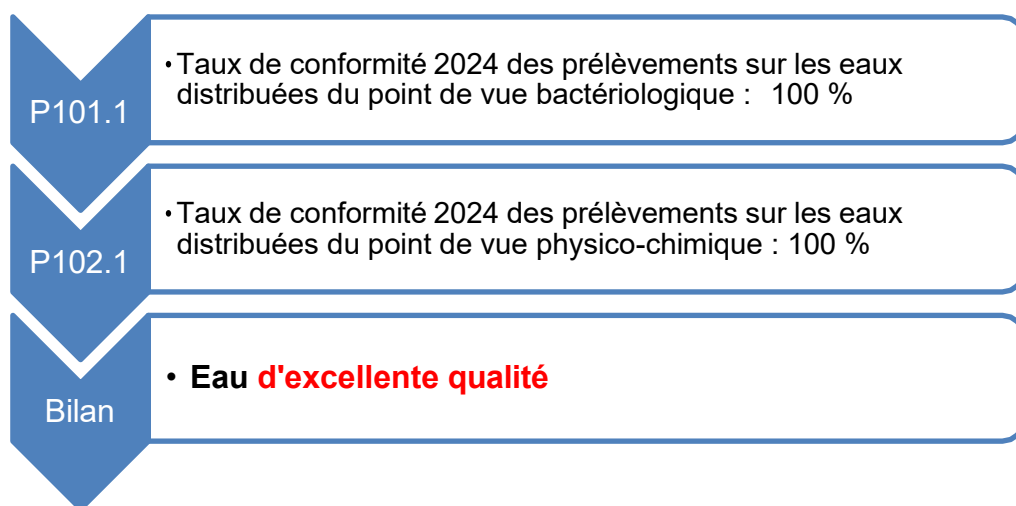 P101.1
• Taux de conformité 2024 des prélèvements sur les eaux
distribuées du point de vue bactériologique : 100 %
P102.1
• Taux de conformité 2024 des prélèvements sur les eaux
distribuées du point de vue physico-chimique : 100 %
Bilan
• Eau d'excellente qualité